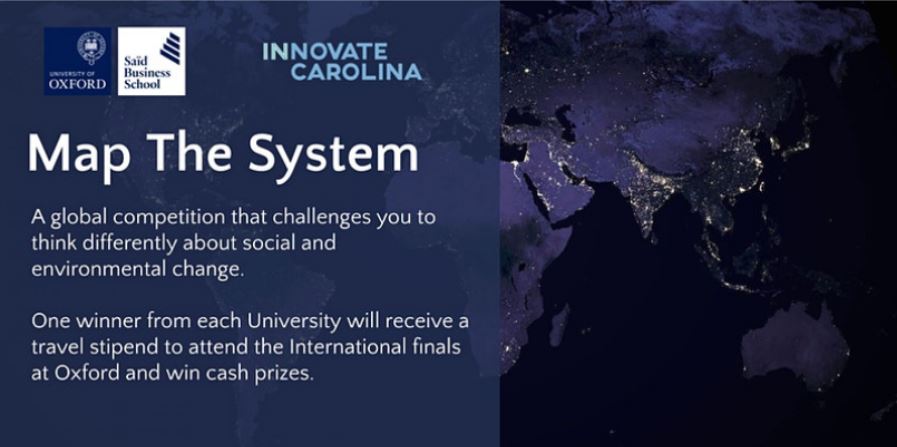 UNIVERSITY OF
OXFORD
Saïd
Business
School
INNOVATE
CAROLINA
Map The System
A global competition that challenges you to
think differently about social and
environmental change.
One winner from each University will receive a
travel stipend to attend the International finals
at Oxford and win cash prizes.